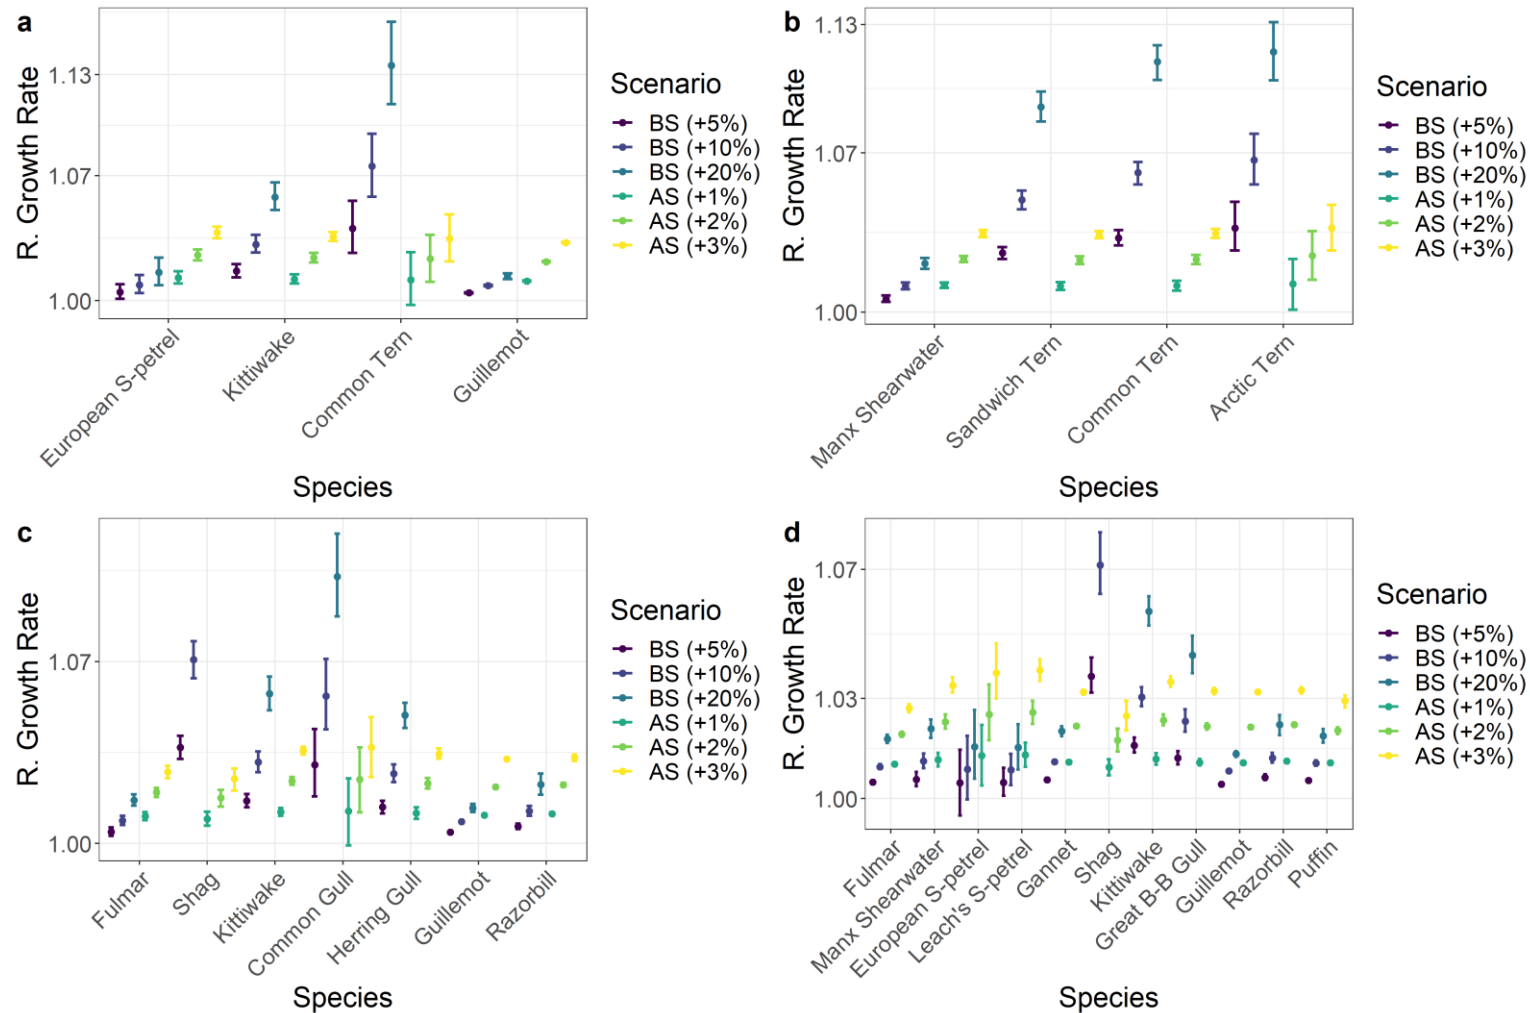 a
R. Growth Rate
1.13
1.07
1.00
European S-petrel
Kittiwake
Common Tern
Guillemot
Species
Scenario
BS (+5%)
BS (+10%)
BS (+20%)
AS (+1%)
AS (+2%)
AS (+3%)
b
R. Growth Rate
1.13
1.07
1.00
Manx Shearwater
Sandwich Tern
Common Tern
Arctic Tern
Species
Scenario
BS (+5%)
BS (+10%)
BS (+20%)
AS (+1%)
AS (+2%)
AS (+3%)
c
R. Growth Rate
1.07
1.00
Fulmar
Shag
Kittiwake
Common Gull
Herring Gull
Guillemot
Razorbill
Species
Scenario
BS (+5%)
BS (+10%)
BS (+20%)
AS (+1%)
AS (+2%)
AS (+3%)
d
R. Growth Rate
1.07
1.03
1.00
Fulmar
Manx Shearwater
European S-petrel
Leach's S-petrel
Gannet
Shag
Kittiwake
Great B-B Gull
Guillemot
Razorbill
Puffin
Species
Scenario
BS (+5%)
BS (+10%)
BS (+20%)
AS (+1%)
AS (+2%)
AS (+3%)